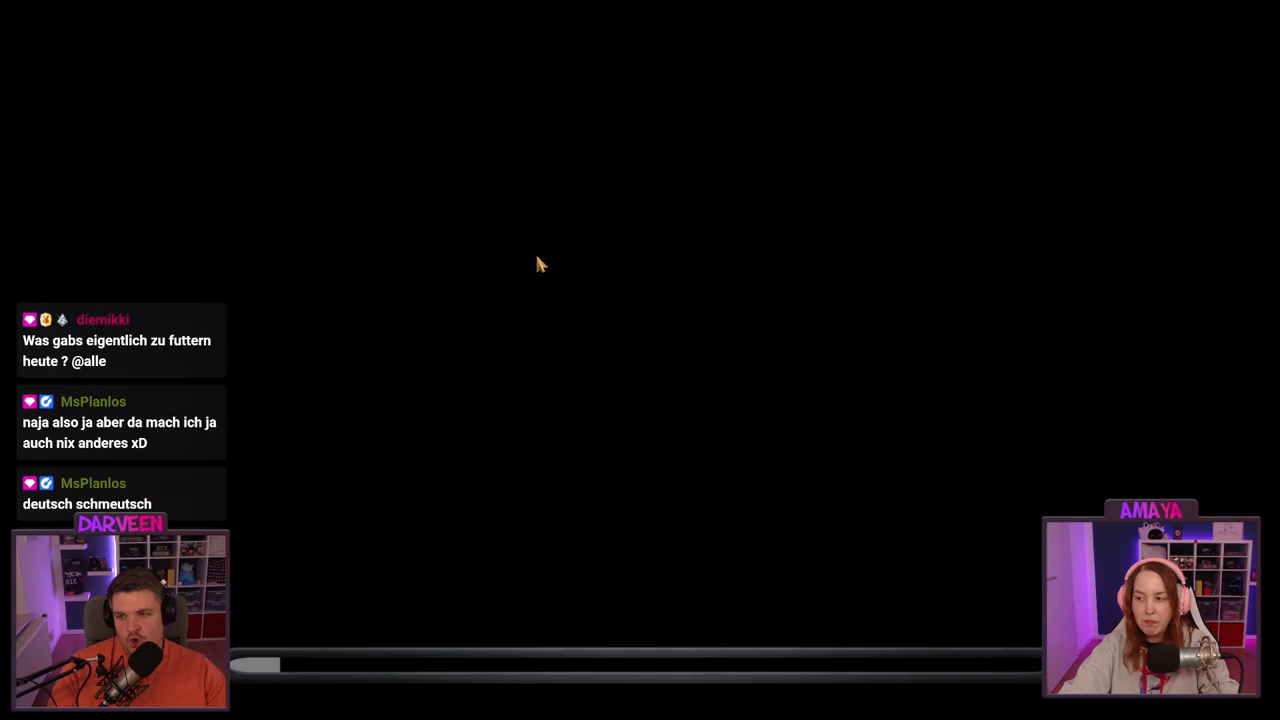 diemikki
Was gabs eigentlich zu futtern
heute ? @alle
MsPlanlos
naja also ja aber da mach ich ja
auch nix anderes xD
MsPlanlos
deutsch schmeutsch
DARVEEN
AMAYA